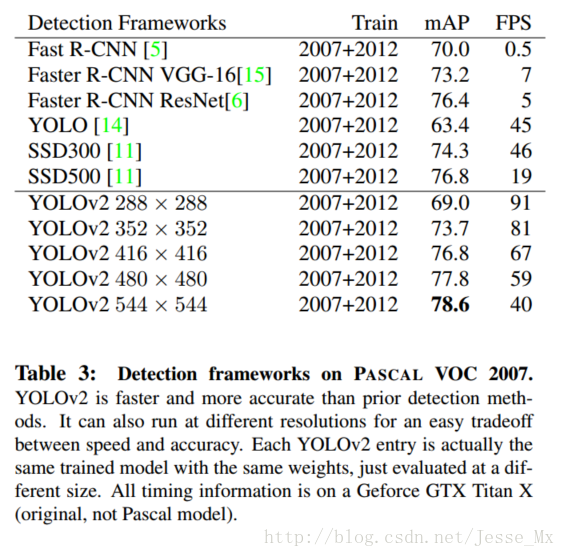 Detection Frameworks Train mAP FPS
Fast R-CNN [5] 2007+2012 70.0 0.5
Faster R-CNN VGG-16[15] 2007+2012 73.2 7
Faster R-CNN ResNet[6] 2007+2012 76.4 5
YOLO [14] 2007+2012 63.4 45
SSD300 [11] 2007+2012 74.3 46
SSD500 [11] 2007+2012 76.8 19
YOLOv2 288 × 288 2007+2012 69.0 91
YOLOv2 352 × 352 2007+2012 73.7 81
YOLOv2 416 × 416 2007+2012 76.8 67
YOLOv2 480 × 480 2007+2012 77.8 59
YOLOv2 544 × 544 2007+2012 78.6 40
Table 3: Detection frameworks on PASCAL VOC 2007.
YOLOv2 is faster and more accurate than prior detection meth-
ods. It can also run at different resolutions for an easy tradeoff
between speed and accuracy. Each YOLOv2 entry is actually the
same trained model with the same weights, just evaluated at a dif-
ferent size. All timing information is on a Geforce GTX Titan X
(original, not Pascal model).
http://blog.csdn.net/Jesse_Mx